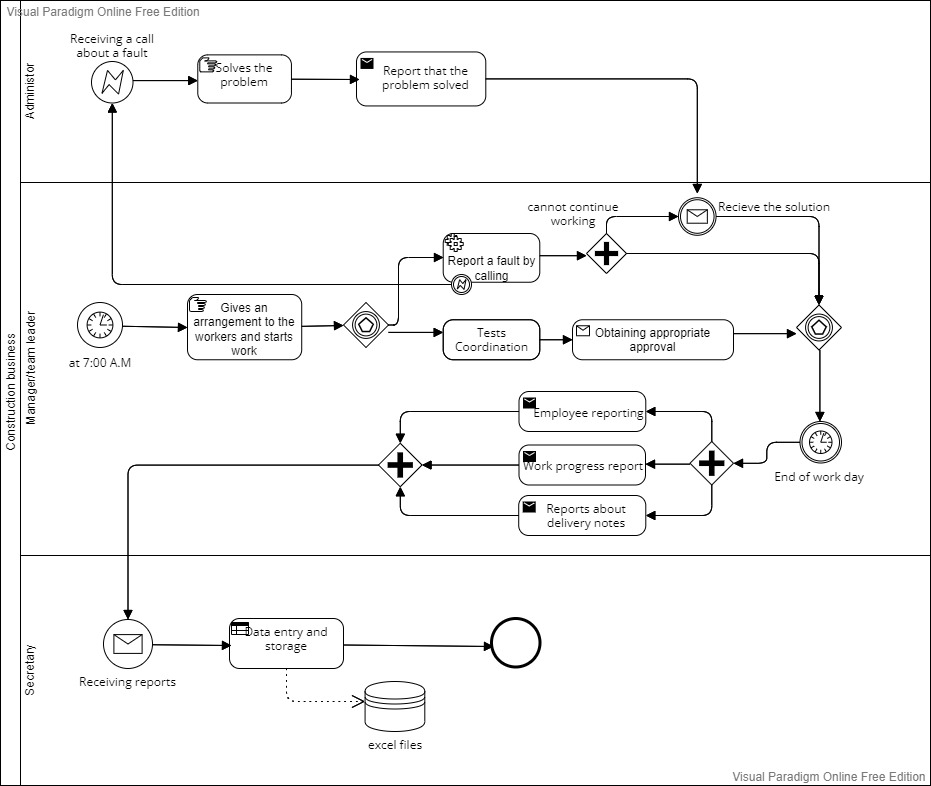 Visual Paradigm Online Free Edition
Construction business
Administor
Receiving a call
about a fault
Solves the
problem
Report that the
problem solved
Manager/team leader
cannot continue
working
Recieve the solution
Report a fault by
calling
at 7:00 A.M
Gives an
arrangement to the
workers and starts
work
Tests
Coordination
Obtaining appropriate
approval
Employee reporting
Work progress report
Reports about
delivery notes
End of work day
Secretary
Receiving reports
Data entry and
storage
excel files
Visual Paradigm Online Free Edition